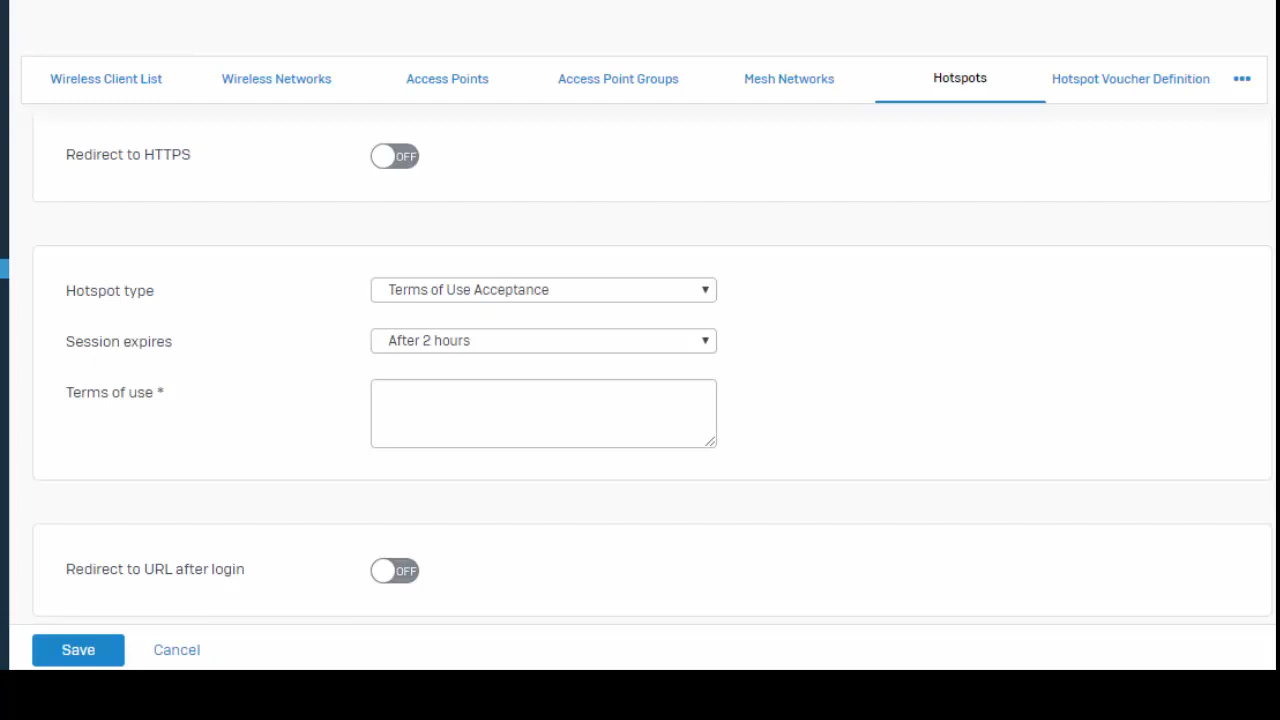 Wireless Client List Wireless Networks Access Points Access Point Groups Mesh Networks Hotspots Hotspot Voucher Definition •••
Redirect to HTTPS OFF
Hotspot type Terms of Use Acceptance
Session expires After 2 hours
Terms of use *
Redirect to URL after login OFF
Save Cancel